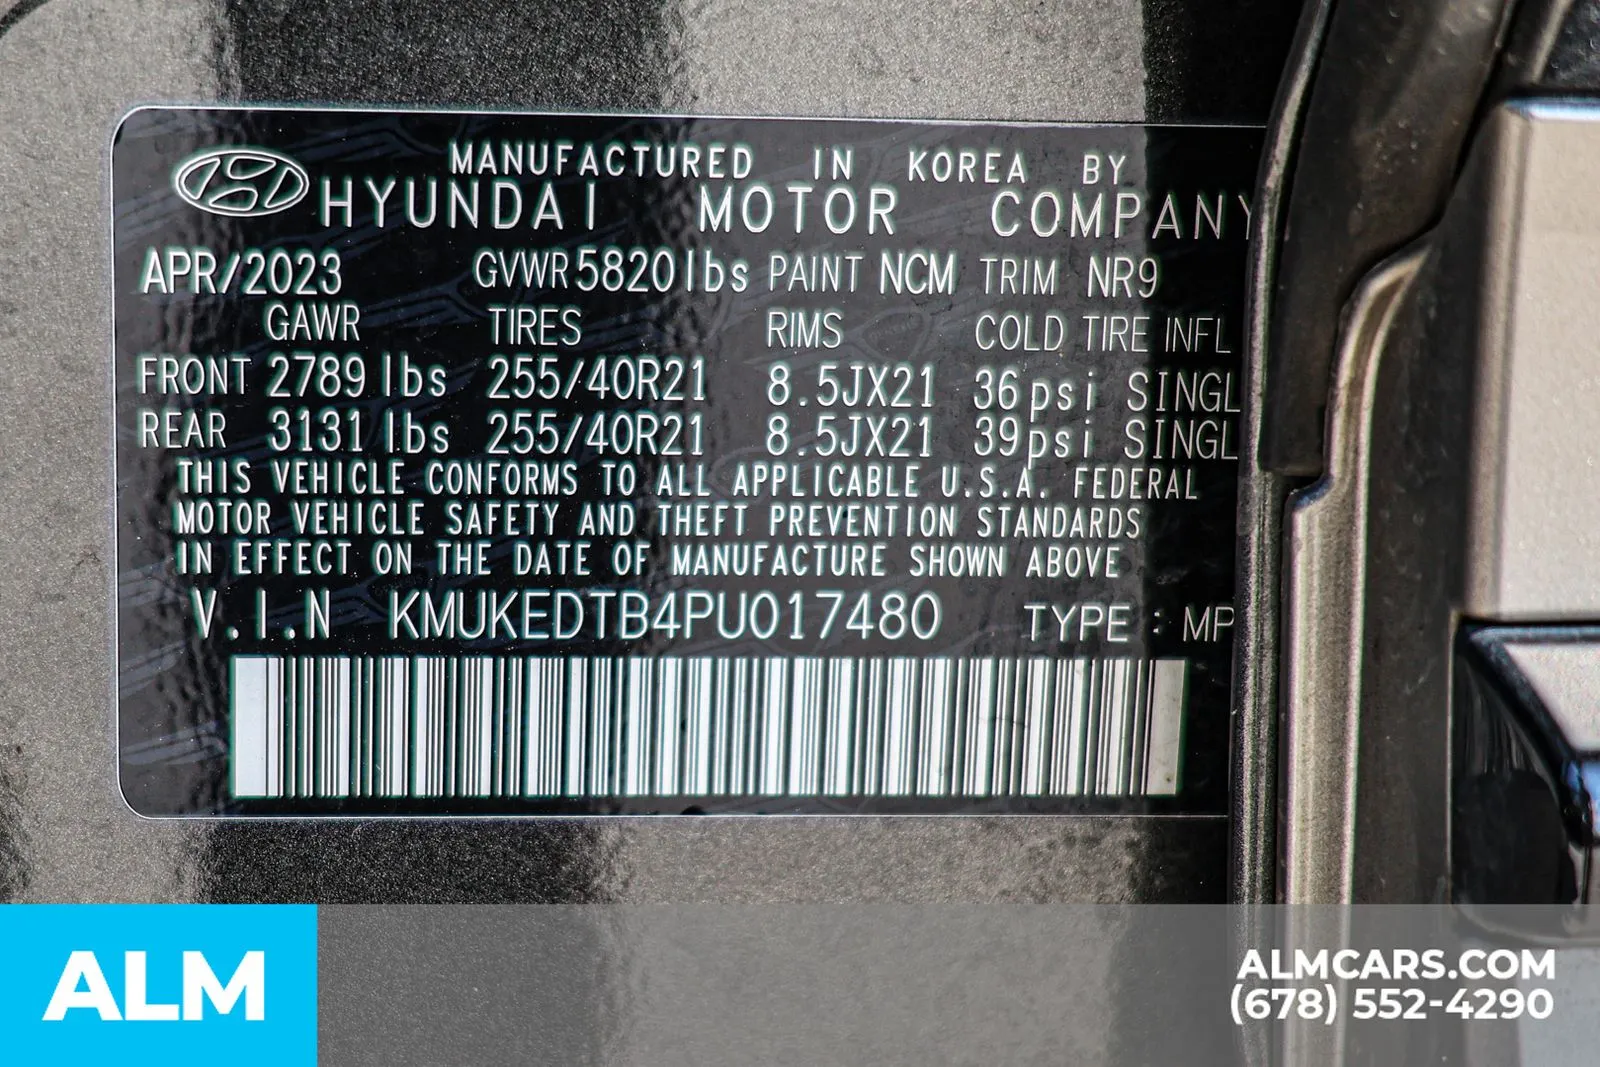 MANUFACTURED IN KOREA BY
HYUNDAI MOTOR COMPANY
APR/2023 GVWR 5820 lbs PAINT NCM TRIM NR9
GAWR TIRES RIMS COLD TIRE INFL
FRONT 2789 lbs 255/40R21 8.5JX21 36psi SINGL
REAR 3131 lbs 255/40R21 8.5JX21 39psi SINGL
THIS VEHICLE CONFORMS TO ALL APPLICABLE U.S.A. FEDERAL
MOTOR VEHICLE SAFETY AND THEFT PREVENTION STANDARDS
IN EFFECT ON THE DATE OF MANUFACTURE SHOWN ABOVE
V.I.N KMUKEDTB4PU017480 TYPE : MP
ALM
ALMCARS.COM
(678) 552-4290